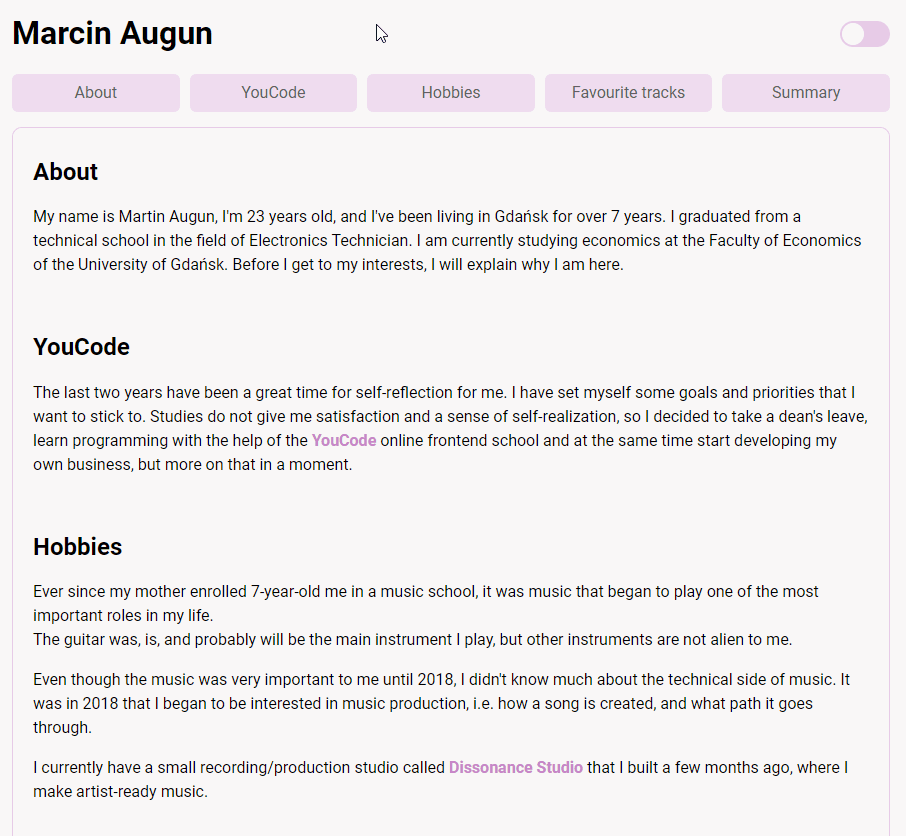 Marcin Augun
About
YouCode
Hobbies
Favourite tracks
Summary
About
My name is Martin Augun, I'm 23 years old, and I've been living in Gdańsk for over 7 years. I graduated from a
technical school in the field of Electronics Technician. I am currently studying economics at the Faculty of Economics
of the University of Gdańsk. Before I get to my interests, I will explain why I am here.
YouCode
The last two years have been a great time for self-reflection for me. I have set myself some goals and priorities that I
want to stick to. Studies do not give me satisfaction and a sense of self-realization, so I decided to take a dean's leave,
learn programming with the help of the YouCode online frontend school and at the same time start developing my
own business, but more on that in a moment.
Hobbies
Ever since my mother enrolled 7-year-old me in a music school, it was music that began to play one of the most
important roles in my life.
The guitar was, is, and probably will be the main instrument I play, but other instruments are not alien to me.
Even though the music was very important to me until 2018, I didn't know much about the technical side of music. It
was in 2018 that I began to be interested in music production, i.e. how a song is created, and what path it goes
through.
I currently have a small recording/production studio called Dissonance Studio that I built a few months ago, where I
make artist-ready music.